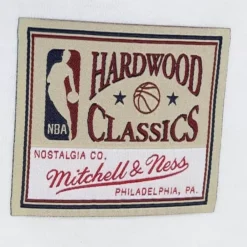 HARDWOOD
NBA
CLASSICS
NOSTALGIA CO.
Mitchell & Ness
PHILADELPHIA, PA.